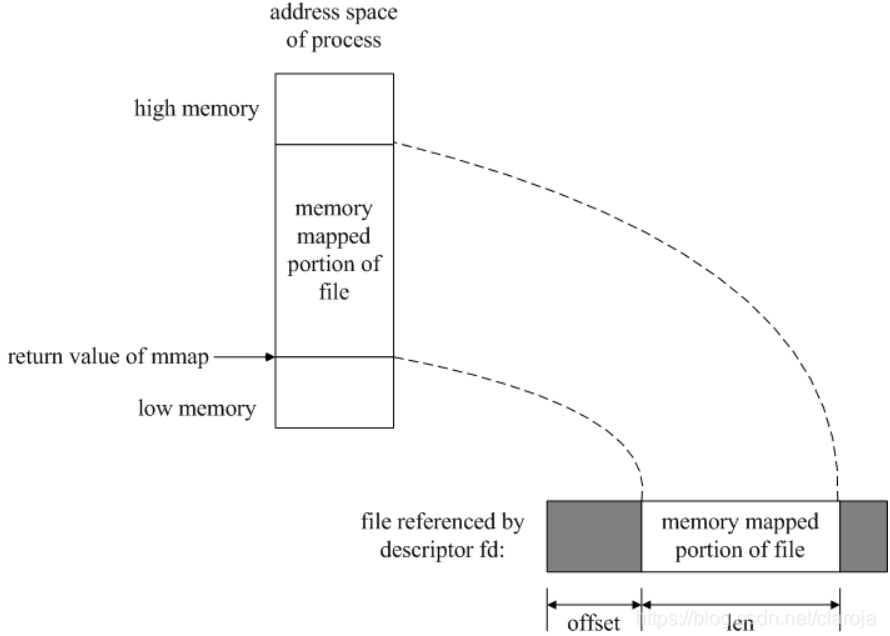 address space
of process
high memory
memory
mapped
portion of
file
return value of mmap
low memory
file referenced by
descriptor fd:
memory mapped
portion of file
offset
len
https://blog.csdn.net/claroja